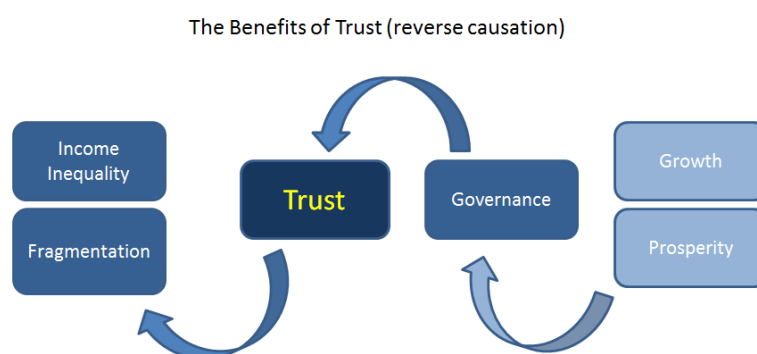 The Benefits of Trust (reverse causation)
Income
Inequality
Fragmentation
Trust
Governance
Growth
Prosperity